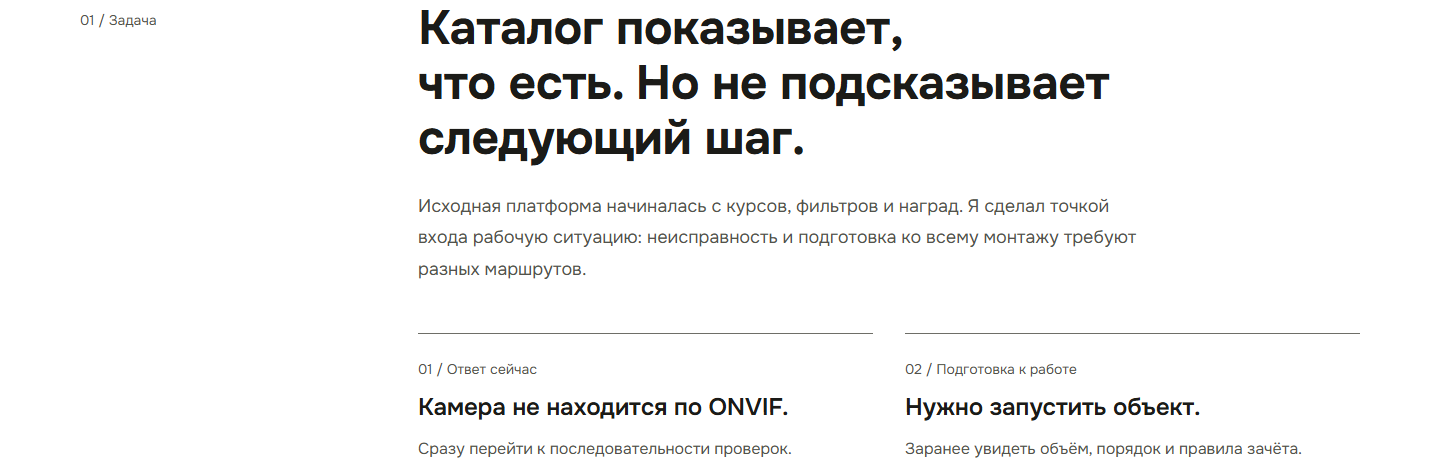 01 / Задача
Каталог показывает,
что есть. Но не подсказывает
следующий шаг.
Исходная платформа начиналась с курсов, фильтров и наград. Я сделал точкой
входа рабочую ситуацию: неисправность и подготовка ко всему монтажу требуют
разных маршрутов.
01 / Ответ сейчас
Камера не находится по ONVIF.
Сразу перейти к последовательности проверок.
02 / Подготовка к работе
Нужно запустить объект.
Заранее увидеть объём, порядок и правила зачёта.